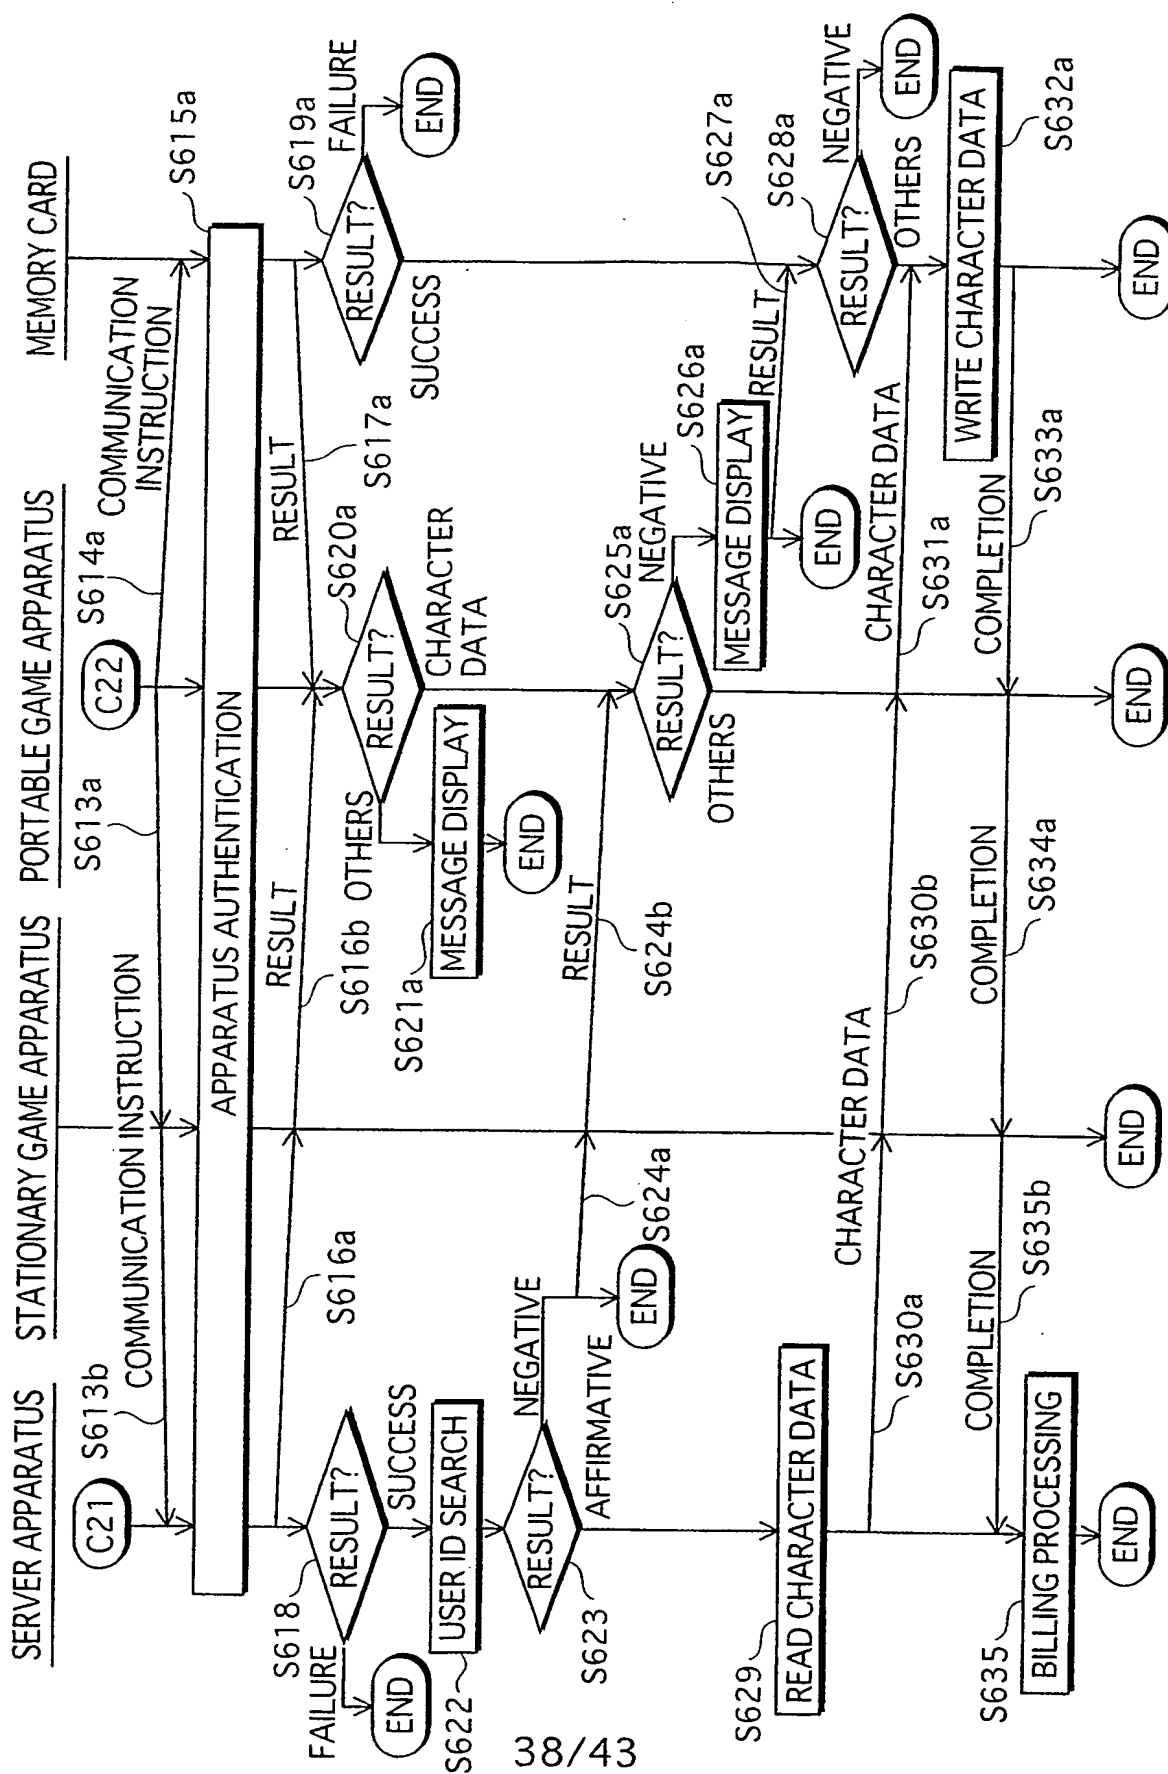 SERVER APPARATUS
STATIONARY GAME APPARATUS
PORTABLE GAME APPARATUS
MEMORY CARD
C21
S613b
S613a
C22
S614a
COMMUNICATION INSTRUCTION
COMMUNICATION
INSTRUCTION
S615a
APPARATUS AUTHENTICATION
S616a
RESULT
S616b
RESULT
S617a
S618
RESULT?
FAILURE
END
SUCCESS
S619a
RESULT?
FAILURE
END
SUCCESS
S620a
RESULT?
OTHERS
CHARACTER
DATA
S621a
MESSAGE DISPLAY
END
S622
USER ID SEARCH
S623
RESULT?
NEGATIVE
END
AFFIRMATIVE
S624a
RESULT
S624b
S625a
RESULT?
NEGATIVE
OTHERS
S626a
MESSAGE DISPLAY
END
RESULT
S627a
S628a
RESULT?
NEGATIVE
END
OTHERS
S629
READ CHARACTER DATA
S630a
CHARACTER DATA
S630b
CHARACTER DATA
S631a
WRITE CHARACTER DATA
S632a
COMPLETION
S633a
COMPLETION
S634a
COMPLETION
S635b
S635
BILLING PROCESSING
END
END
END
END
38/43